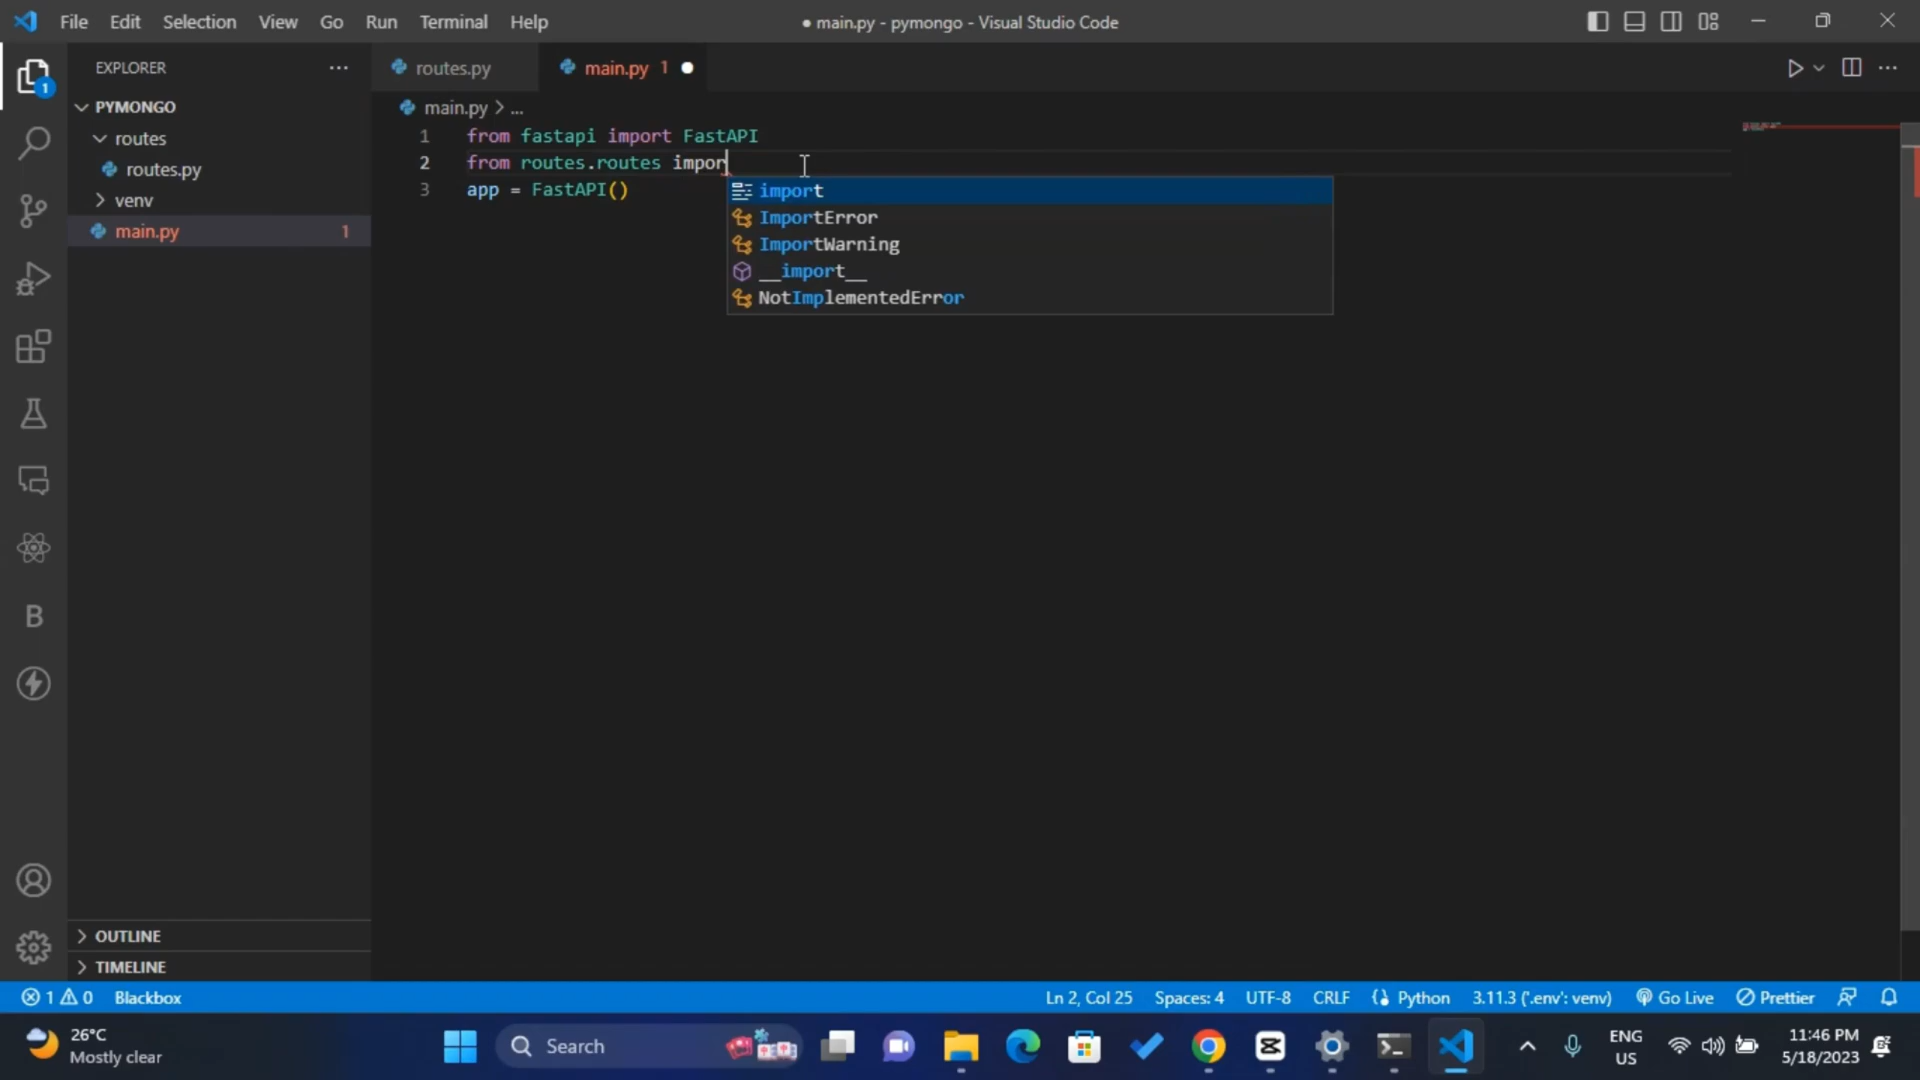 File Edit Selection View Go Run Terminal Help
● main.py - pymongo - Visual Studio Code
EXPLORER
PYMONGO
routes
routes.py
venv
main.py 1
OUTLINE
TIMELINE
1
B
routes.py
main.py 1
main.py > ...
1 from fastapi import FastAPI
2 from routes.routes impor
3 app = FastAPI()
import
ImportError
ImportWarning
__import__
NotImplementedError
1 0 Blackbox
Ln 2, Col 25 Spaces: 4 UTF-8 CRLF Python 3.11.3 ('.env': venv) Go Live Prettier
26°C
Mostly clear
Search
ENG
US
11:46 PM
5/18/2023